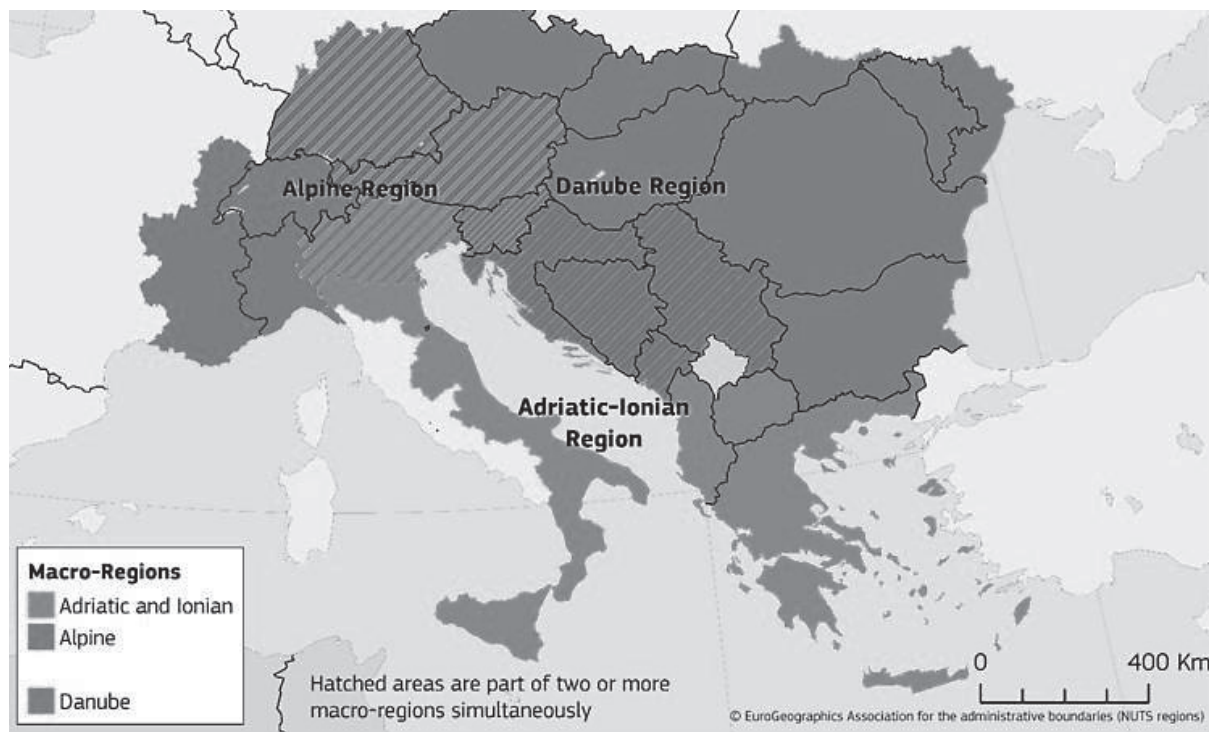 Alpine Region
Danube Region
Adriatic-Ionian
Region
Macro-Regions
Adriatic and Ionian
Alpine
Danube
Hatched areas are part of two or more
macro-regions simultaneously
0 400 Km
© EuroGeographics Association for the administrative boundaries (NUTS regions)